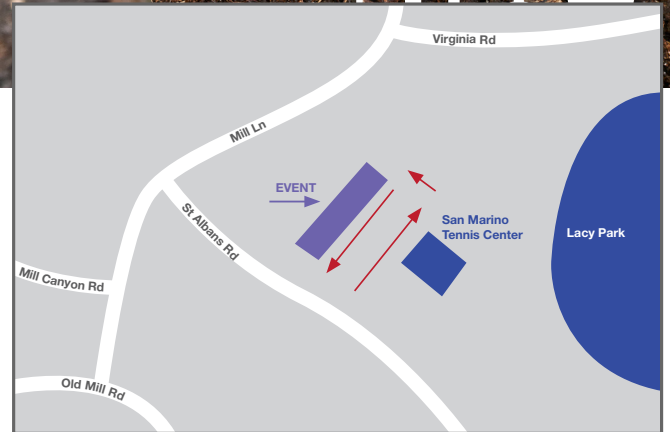 Virginia Rd
Mill Ln
EVENT
St Albans Rd
San Marino
Tennis Center
Lacy Park
Mill Canyon Rd
Old Mill Rd